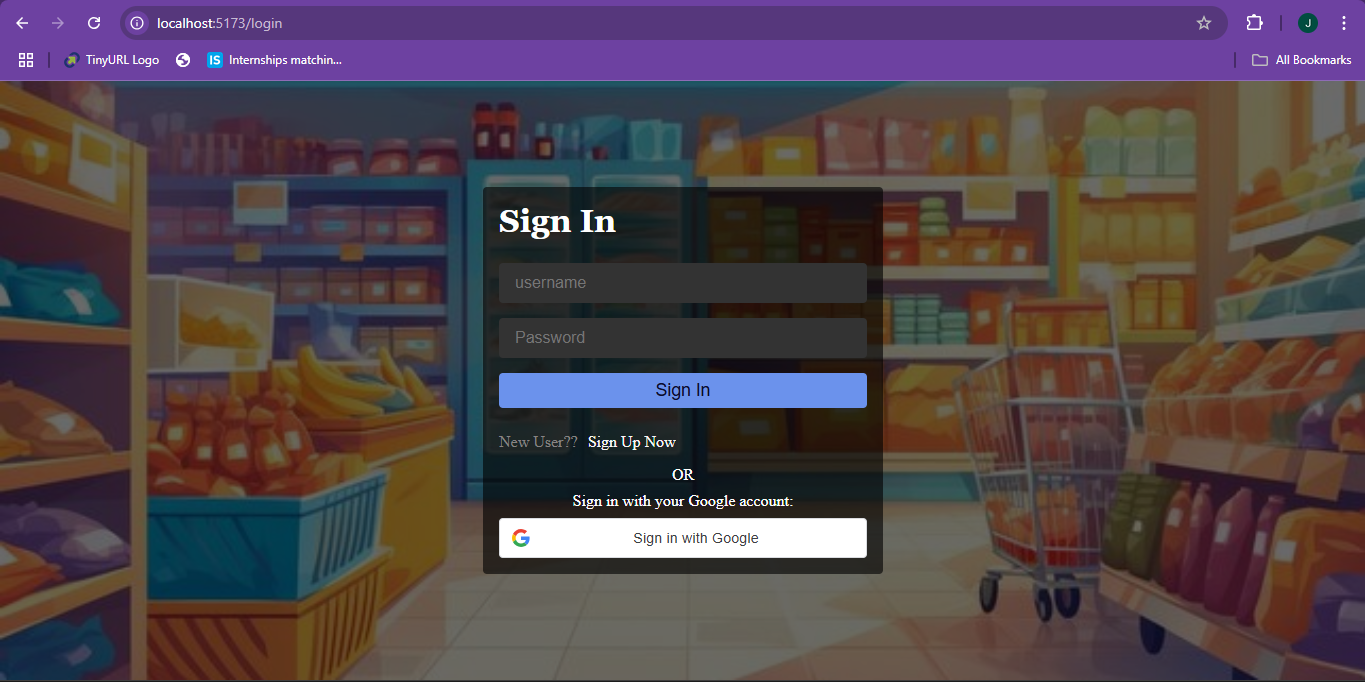 localhost:5173/login
J
TinyURL Logo
IS Internships matchin...
All Bookmarks
Sign In
username
Password
Sign In
New User?? Sign Up Now
OR
Sign in with your Google account:
G Sign in with Google